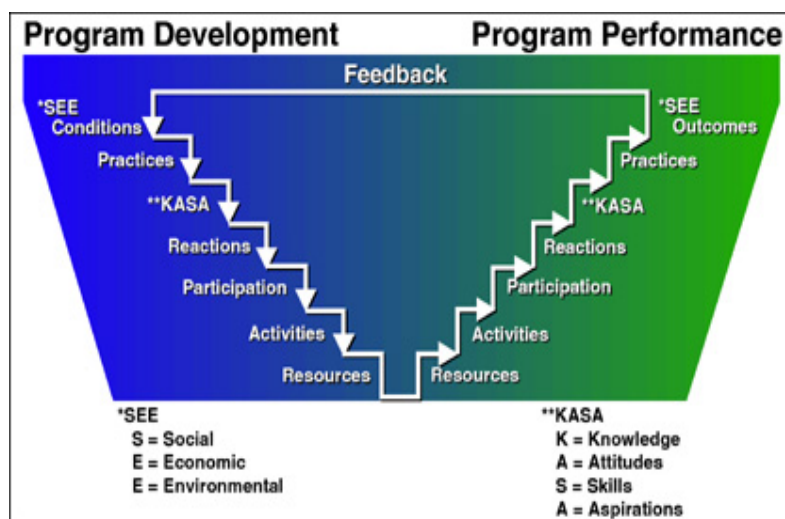 Program Development
Program Performance
Feedback
*SEE
Conditions
Practices
**KASA
Reactions
Participation
Activities
Resources
*SEE
Outcomes
Practices
**KASA
Reactions
Participation
Activities
Resources
*SEE
S = Social
E = Economic
E = Environmental
**KASA
K = Knowledge
A = Attitudes
S = Skills
A = Aspirations